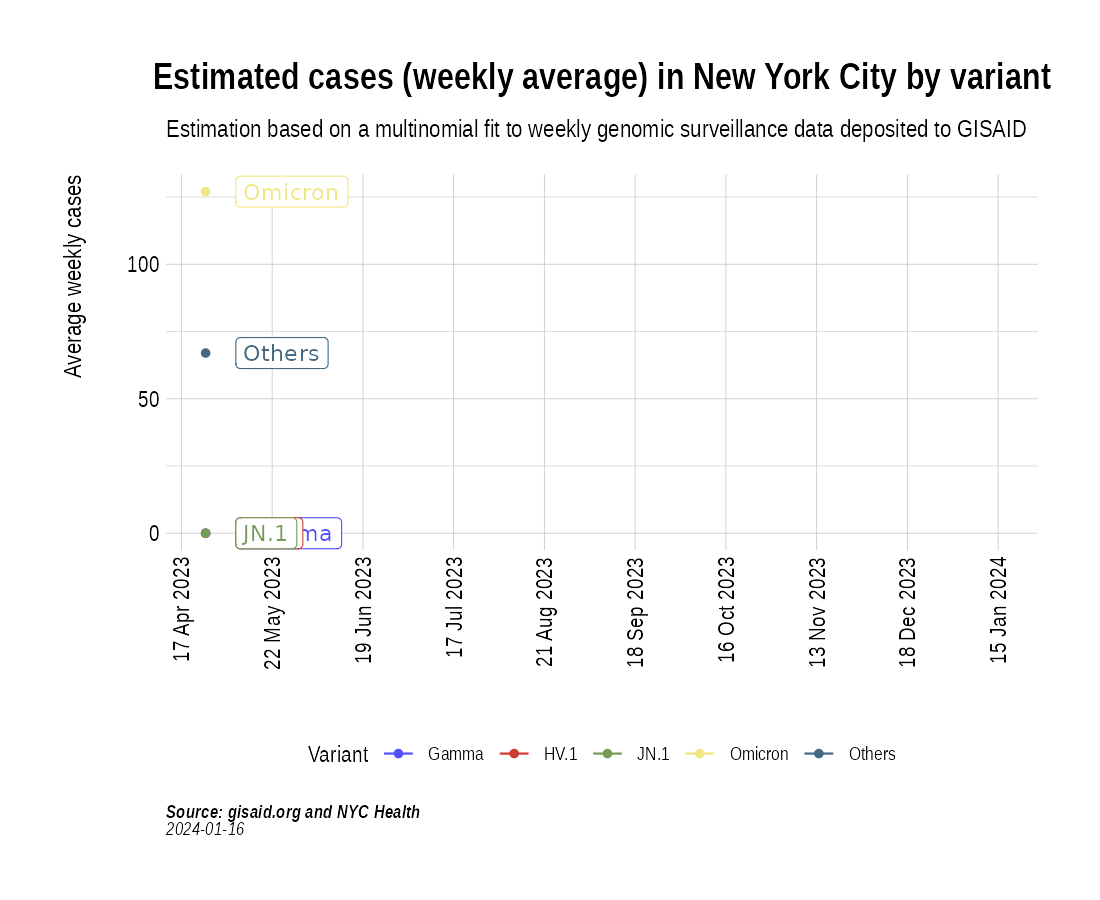 Estimated cases (weekly average) in New York City by variant
Estimation based on a multinomial fit to weekly genomic surveillance data deposited to GISAID
Average weekly cases
100
50
0
Omicron
Others
JN.1
ma
17 Apr 2023
22 May 2023
19 Jun 2023
17 Jul 2023
21 Aug 2023
18 Sep 2023
16 Oct 2023
13 Nov 2023
18 Dec 2023
15 Jan 2024
Variant Gamma HV.1 JN.1 Omicron Others
Source: gisaid.org and NYC Health
2024-01-16